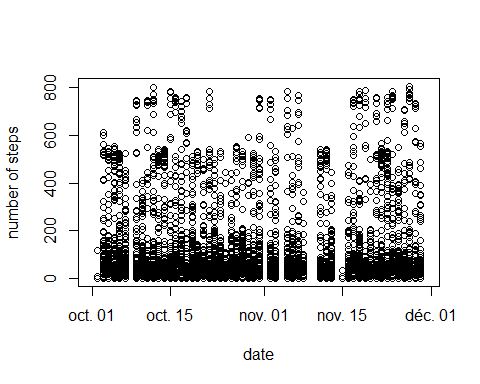 800
600
400
200
0
number of steps
oct. 01 oct. 15 nov. 01 nov. 15 déc. 01
date